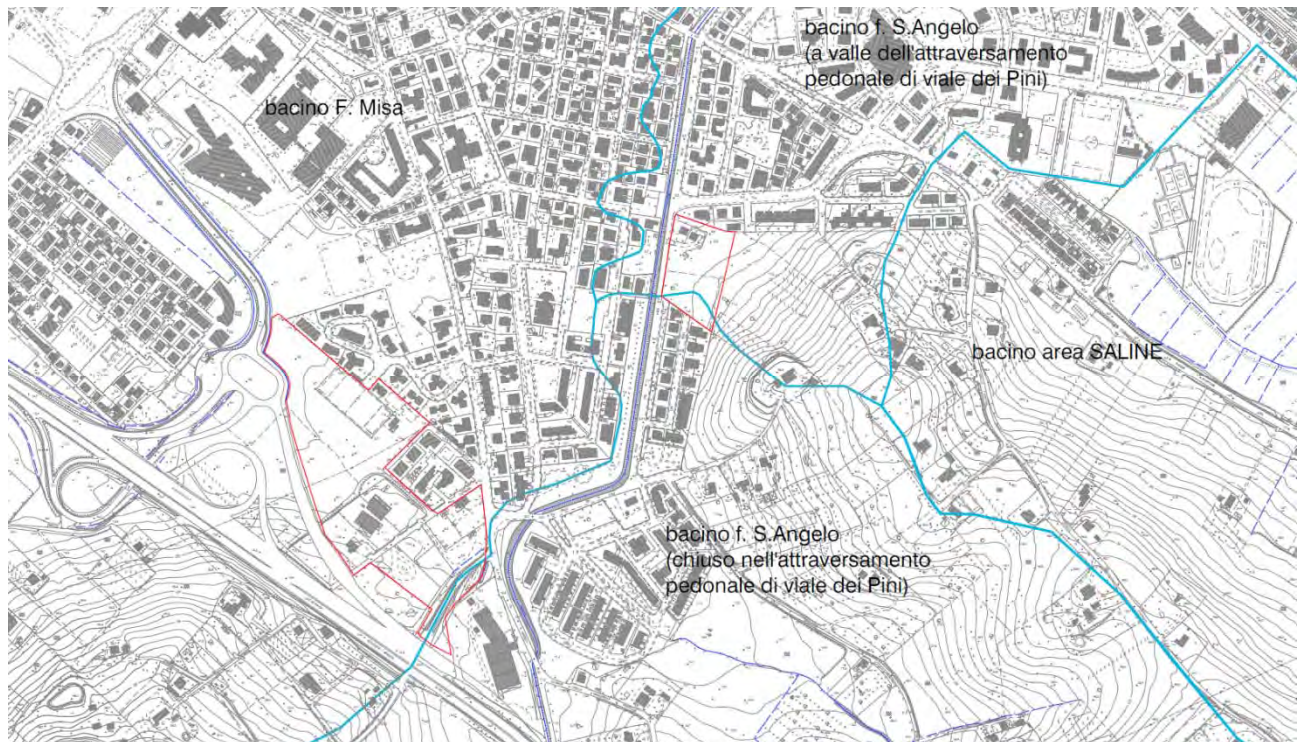 bacino f. S.Angelo
(a valle dell'attraversamento
pedonale di viale dei Pini)
bacino F. Misa
bacino area SALINE
bacino f. S.Angelo
(chiuso nell'attraversamento
pedonale di viale dei Pini)